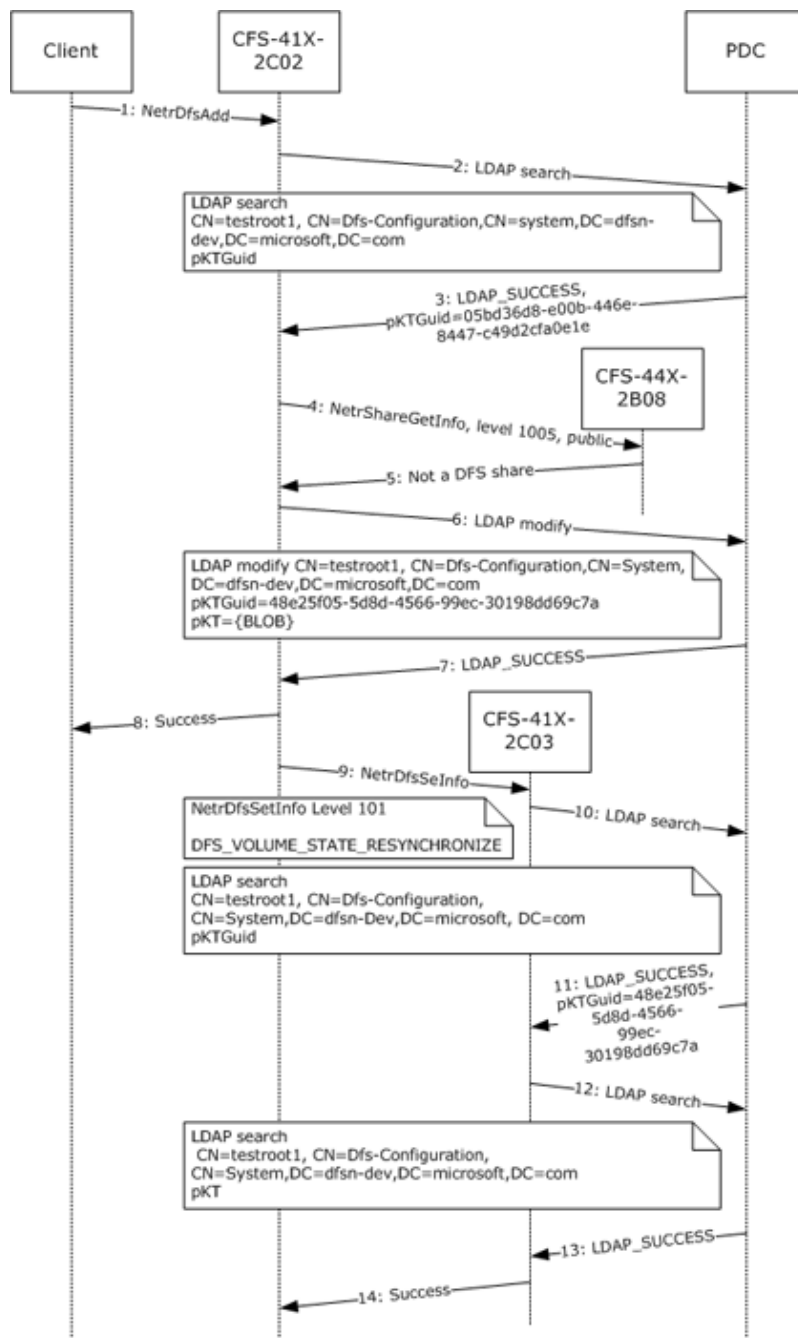 Client
CFS-41X-
2C02
PDC
1: NetrDfsAdd
2: LDAP search
LDAP search
CN=testroot1, CN=Dfs-Configuration,CN=system,DC=dfsn-
dev,DC=microsoft,DC=com
pKTGuid
3: LDAP_SUCCESS,
pKTGuid=05bd36d8-e00b-446e-
8447-c49d2cfa0e1e
CFS-44X-
2B08
4: NetrShareGetInfo, level 1005, public
5: Not a DFS share
6: LDAP modify
LDAP modify CN=testroot1, CN=Dfs-Configuration,CN=System,
DC=dfsn-dev,DC=microsoft,DC=com
pKTGuid=48e25f05-5d8d-4566-99ec-30198dd69c7a
pKT={BLOB}
7: LDAP_SUCCESS
8: Success
CFS-41X-
2C03
9: NetrDfsSeInfo
NetrDfsSetInfo Level 101
DFS_VOLUME_STATE_RESYNCHRONIZE
10: LDAP search
LDAP search
CN=testroot1, CN=Dfs-Configuration,
CN=System,DC=dfsn-Dev,DC=microsoft, DC=com
pKTGuid
11: LDAP_SUCCESS,
pKTGuid=48e25f05-
5d8d-4566-
99ec-
30198dd69c7a
12: LDAP search
LDAP search
CN=testroot1, CN=Dfs-Configuration,
CN=System,DC=dfsn-dev,DC=microsoft,DC=com
pKT
13: LDAP_SUCCESS
14: Success